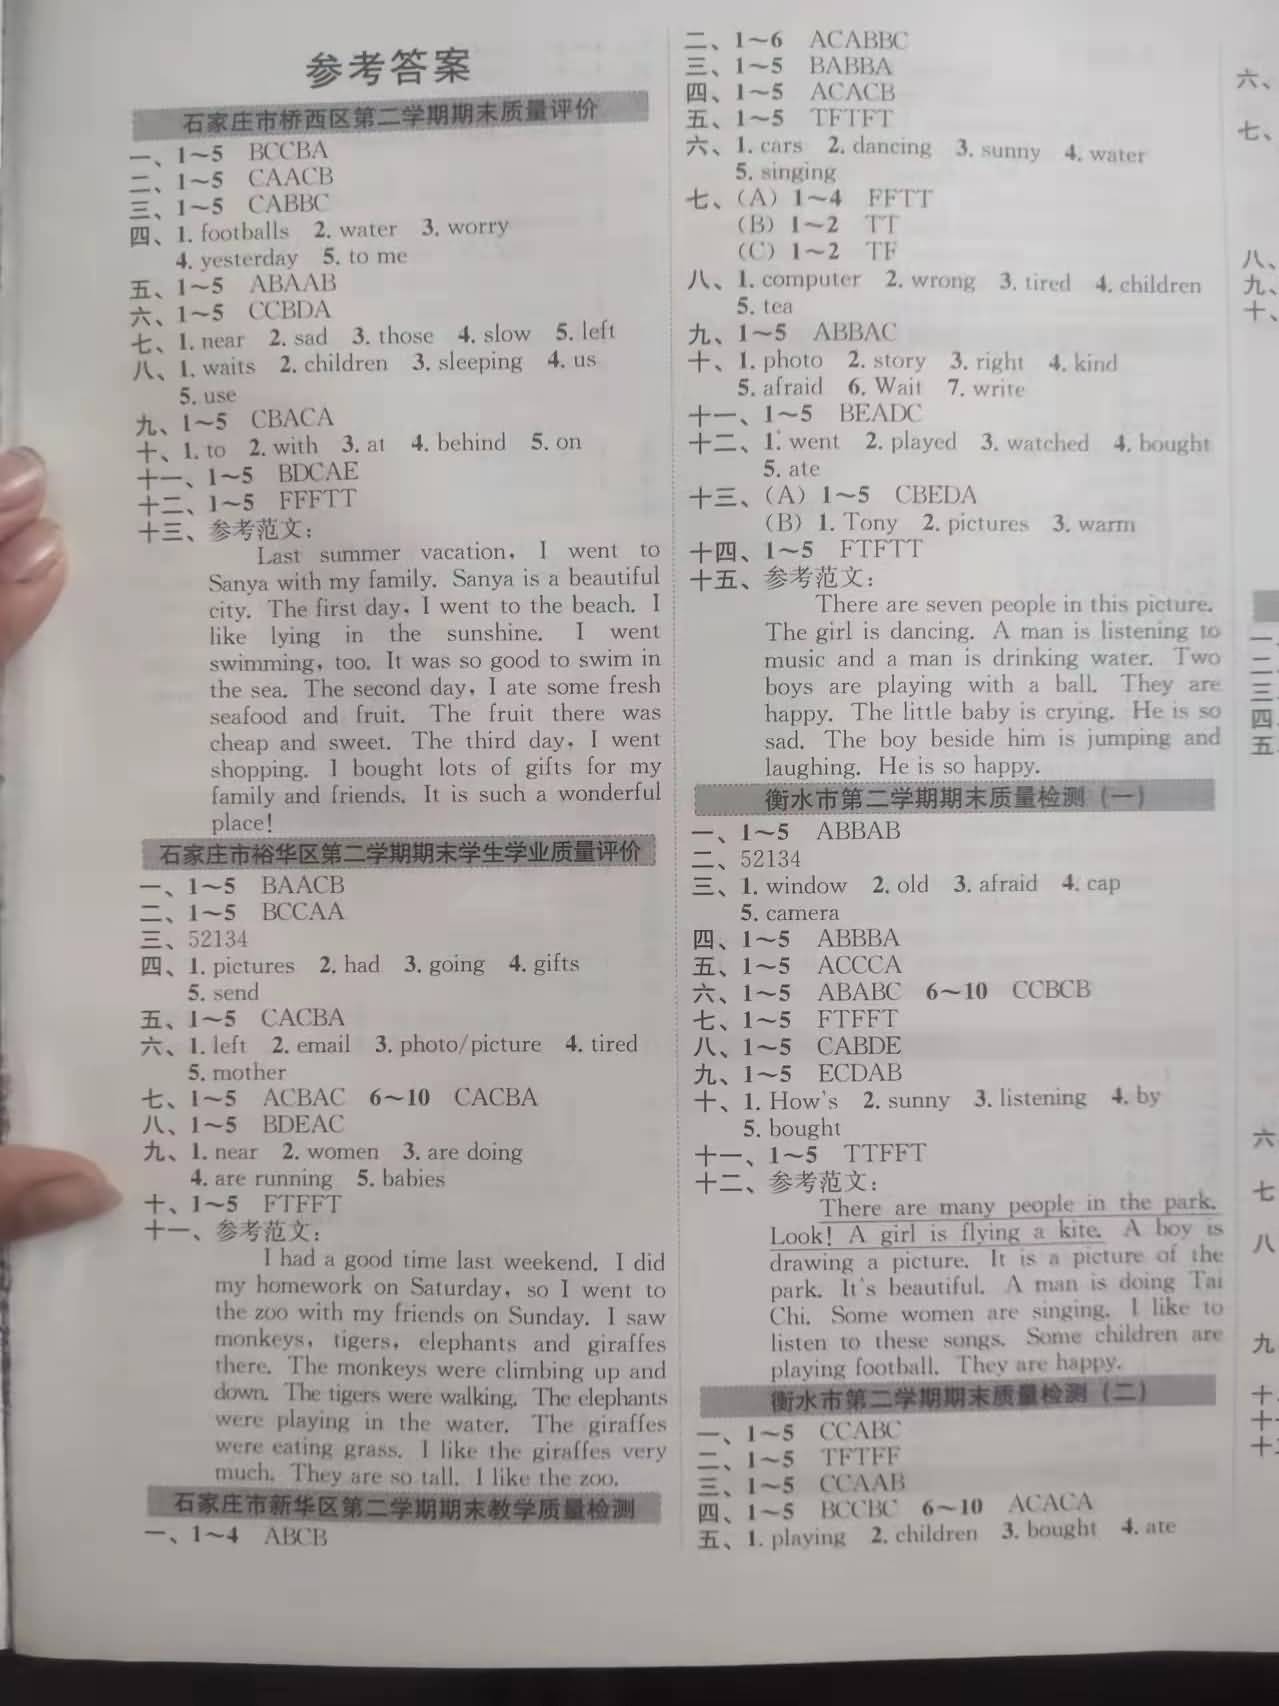 参考答案
石家庄市桥西区第二学期期末质量评价
一、1～5 BCCBA
二、1～5 CAACB
三、1～5 CABBC
四、1. footballs 2. water 3. worry
4. yesterday 5. to me
五、1～5 ABAAB
六、1～5 CCBDA
七、1. near 2. sad 3. those 4. slow 5. left
八、1. waits 2. children 3. sleeping 4. us
5. use
九、1～5 CBACA
十、1. to 2. with 3. at 4. behind 5. on
十一、1～5 BDCAE
十二、1～5 FFFTT
十三、参考范文：
Last summer vacation, I went to
Sanya with my family. Sanya is a beautiful
city. The first day, I went to the beach. I
like lying in the sunshine. I went
swimming, too. It was so good to swim in
the sea. The second day, I ate some fresh
seafood and fruit. The fruit there was
cheap and sweet. The third day, I went
shopping. I bought lots of gifts for my
family and friends. It is such a wonderful
place!
石家庄市裕华区第二学期期末学生学业质量评价
一、1～5 BAACB
二、1～5 BCCAA
三、52134
四、1. pictures 2. had 3. going 4. gifts
5. send
五、1～5 CACBA
六、1. left 2. email 3. photo/picture 4. tired
5. mother
七、1～5 ACBAC 6～10 CACBA
八、1～5 BDEAC
九、1. near 2. women 3. are doing
4. are running 5. babies
十、1～5 FTFFT
十一、参考范文：
I had a good time last weekend. I did
my homework on Saturday, so I went to
the zoo with my friends on Sunday. I saw
monkeys, tigers, elephants and giraffes
there. The monkeys were climbing up and
down. The tigers were walking. The elephants
were playing in the water. The giraffes
were eating grass. I like the giraffes very
much. They are so tall. I like the zoo.
石家庄市新华区第二学期期末教学质量检测
一、1～4 ABCB
二、1～6 ACABBC
三、1～5 BABBA
四、1～5 ACACB
五、1～5 TFTFT
六、1. cars 2. dancing 3. sunny 4. water
5. singing
七、(A) 1～4 FFTT
(B) 1～2 TT
(C) 1～2 TF
八、1. computer 2. wrong 3. tired 4. children
5. tea
九、1～5 ABBAC
十、1. photo 2. story 3. right 4. kind
5. afraid 6. Wait 7. write
十一、1～5 BEADC
十二、1. went 2. played 3. watched 4. bought
5. ate
十三、(A) 1～5 CBEDA
(B) 1. Tony 2. pictures 3. warm
十四、1～5 FTFTT
十五、参考范文：
There are seven people in this picture.
The girl is dancing. A man is listening to
music and a man is drinking water. Two
boys are playing with a ball. They are
happy. The little baby is crying. He is so
sad. The boy beside him is jumping and
laughing. He is so happy.
衡水市第二学期期末质量检测（一）
一、1～5 ABBAB
二、52134
三、1. window 2. old 3. afraid 4. cap
5. camera
四、1～5 ABBBA
五、1～5 ACCCA
六、1～5 ABABC 6～10 CCBCB
七、1～5 FTFFT
八、1～5 CABDE
九、1～5 ECDAB
十、1. How's 2. sunny 3. listening 4. by
5. bought
十一、1～5 TTFFT
十二、参考范文：
There are many people in the park.
Look! A girl is flying a kite. A boy is
drawing a picture. It is a picture of the
park. It's beautiful. A man is doing Tai
Chi. Some women are singing. I like to
listen to these songs. Some children are
playing football. They are happy.
衡水市第二学期期末质量检测（二）
一、1～5 CCABC
二、1～5 TFTFF
三、1～5 CCAAB
四、1～5 BCCBC 6～10 ACACA
五、1. playing 2. children 3. bought 4. ate
六、
七、
八、
九、
十、
一
二
三
四
五
六
七
八
九
十